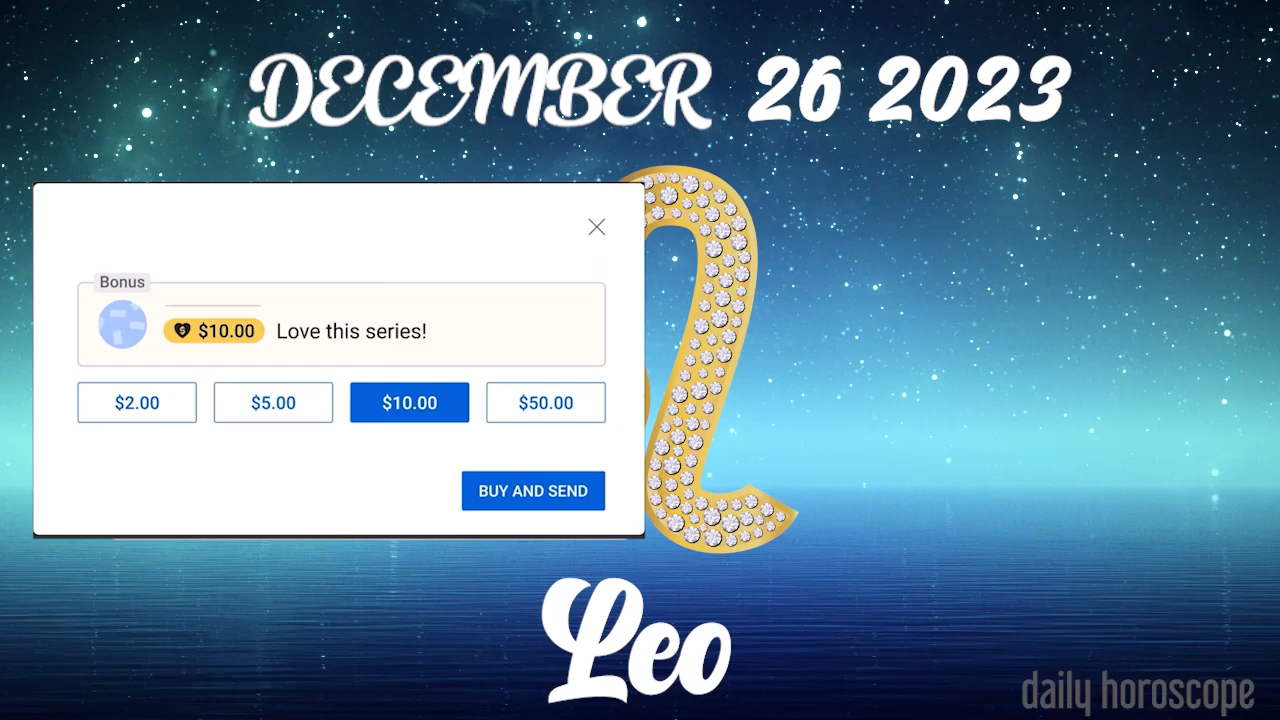 DECEMBER 26 2023
Bonus
$10.00 Love this series!
$2.00 $5.00 $10.00 $50.00
BUY AND SEND
Leo
daily horoscope